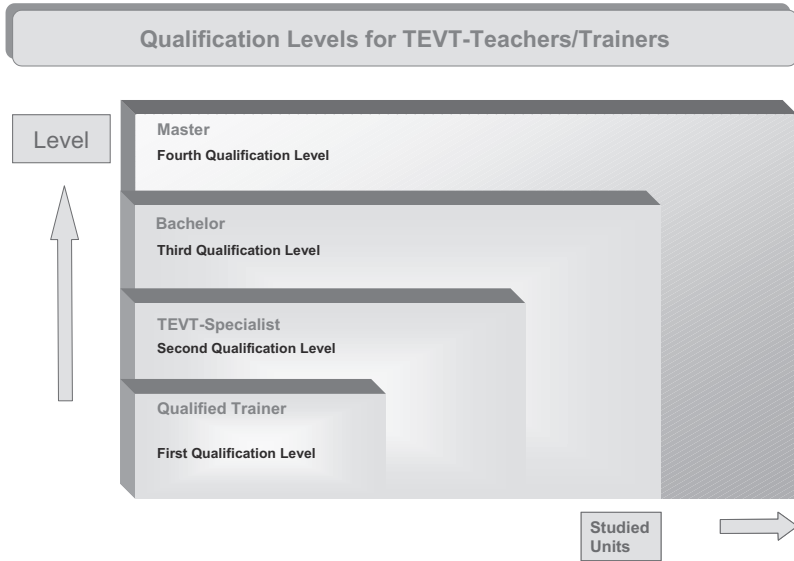 Qualification Levels for TEVT-Teachers/Trainers
Level
Master
Fourth Qualification Level
Bachelor
Third Qualification Level
TEVT-Specialist
Second Qualification Level
Qualified Trainer
First Qualification Level
Studied
Units